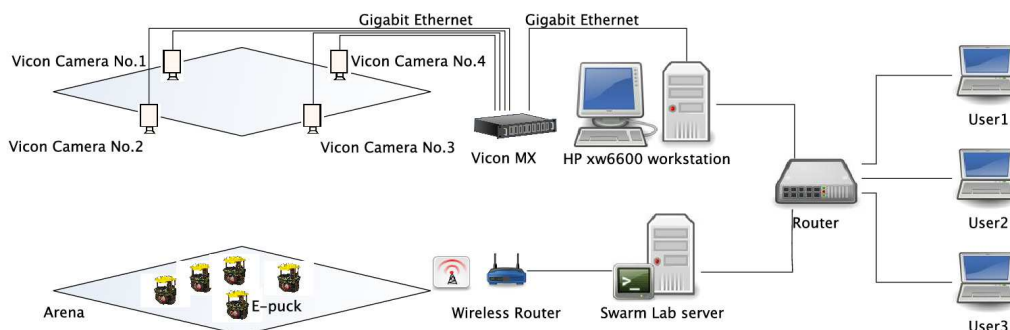 Gigabit Ethernet
Gigabit Ethernet
Vicon Camera No.1
Vicon Camera No.4
Vicon Camera No.2
Vicon Camera No.3
Vicon MX
HP xw6600 workstation
User1
Router
User2
E-puck
Arena
Wireless Router
>_
Swarm Lab server
User3